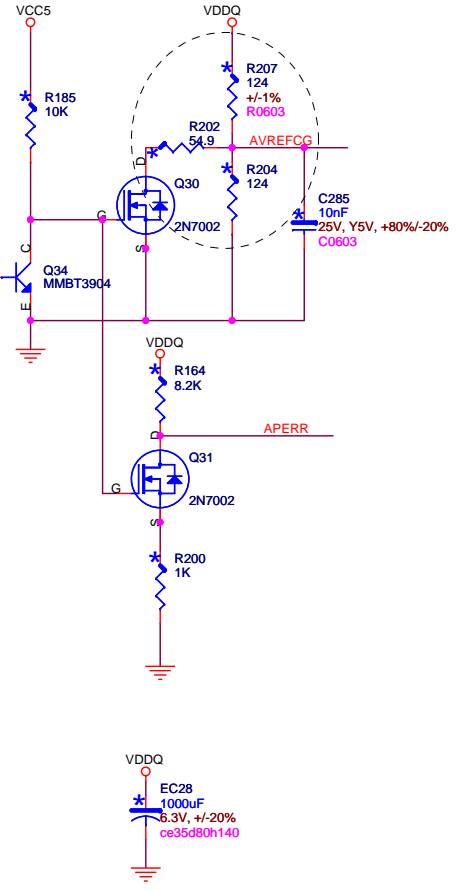 VCC5
VDDQ
R185
10K
R207
124
+/-1%
R0603
R202
54.9
AVREFCG
D
R204
124
Q30
G
2N7002
S
C285
10nF
25V, Y5V, +80%/-20%
C0603
C
Q34
MMBT3904
E
VDDQ
R164
8.2K
APERR
D
Q31
G
2N7002
S
R200
1K
VDDQ
EC28
1000uF
6.3V, +/-20%
ce35d80h140